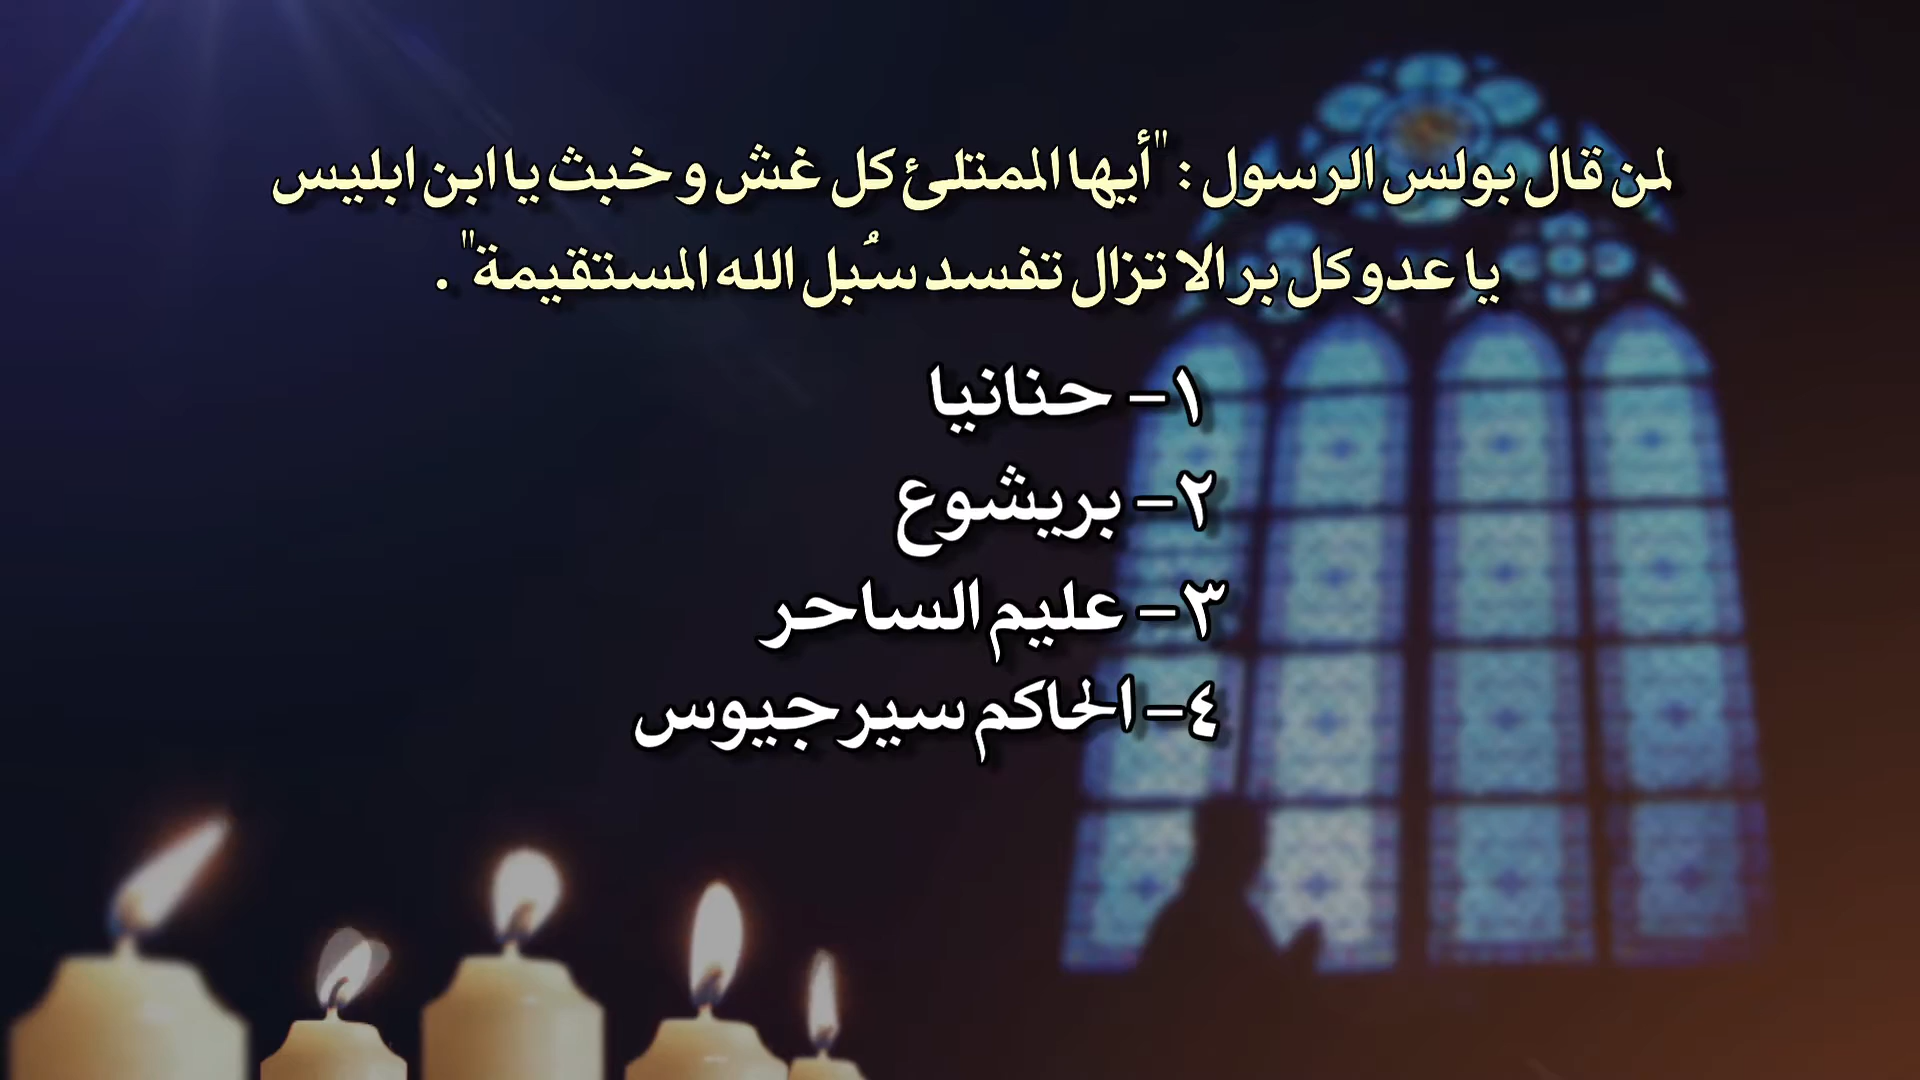 لمن قال بولس الرسول : "أيها الممتلئ كل غش و خبث يا ابن ابليس
يا عدو كل بر الا تزال تفسد سُبل الله المستقيمة" .
١- حنانيا
٢- بريشوع
٣- عليم الساحر
٤- الحاكم سيرجيوس